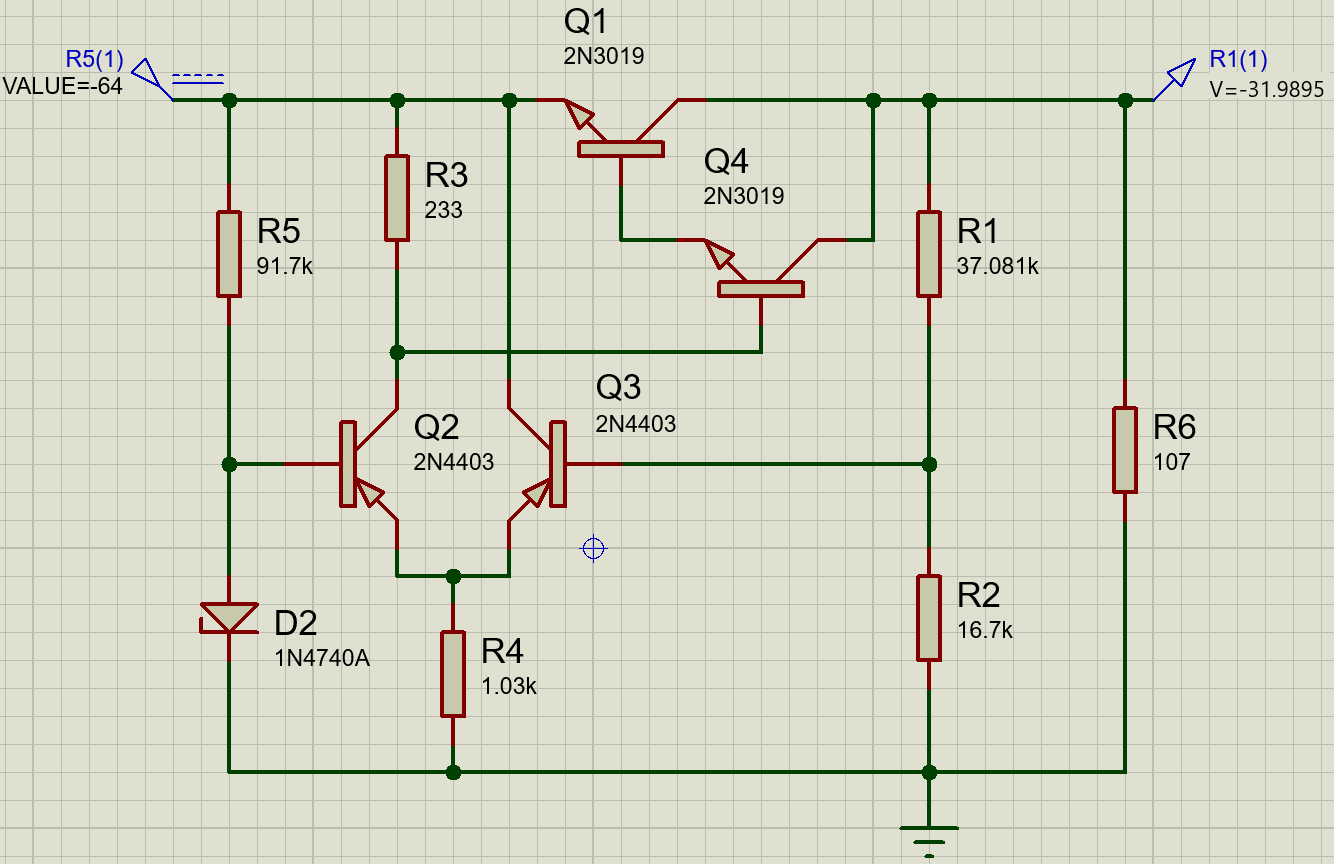 Q1
2N3019
R5(1)
VALUE=-64
R1(1)
V=-31.9895
R3
233
Q4
2N3019
R5
91.7k
R1
37.081k
Q3
2N4403
Q2
2N4403
R6
107
D2
1N4740A
R4
1.03k
R2
16.7k